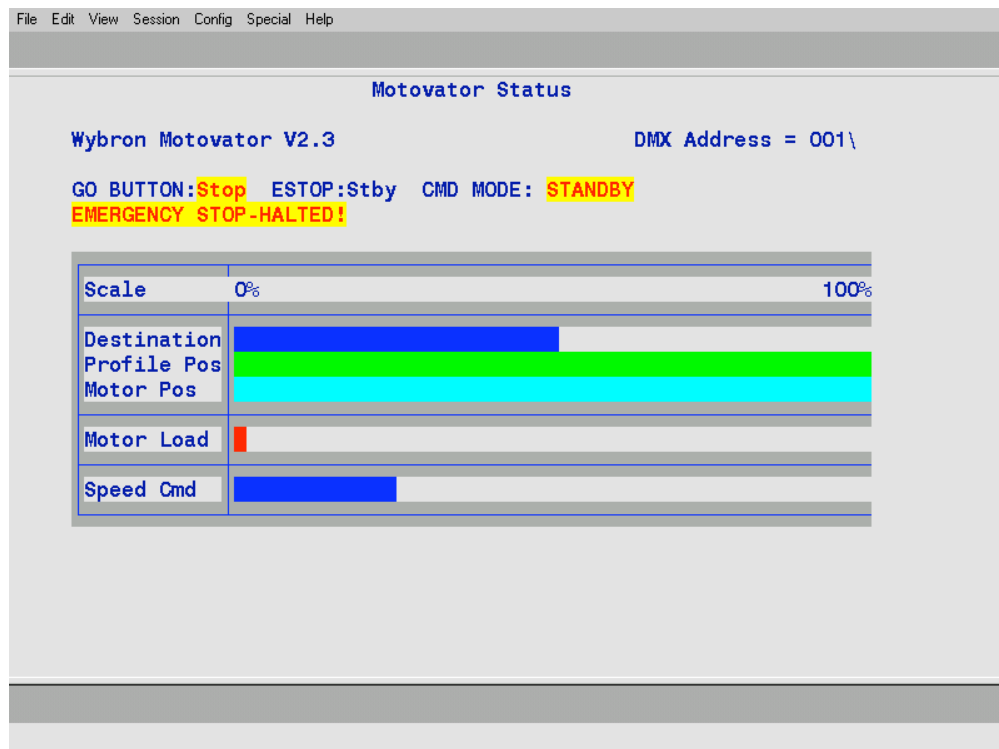 File Edit View Session Config Special Help
Motovator Status
Wybron Motovator V2.3 DMX Address = 001\
GO BUTTON:Stop ESTOP:Stby CMD MODE: STANDBY
EMERGENCY STOP-HALTED!
Scale 0% 100%
Destination
Profile Pos
Motor Pos
Motor Load
Speed Cmd